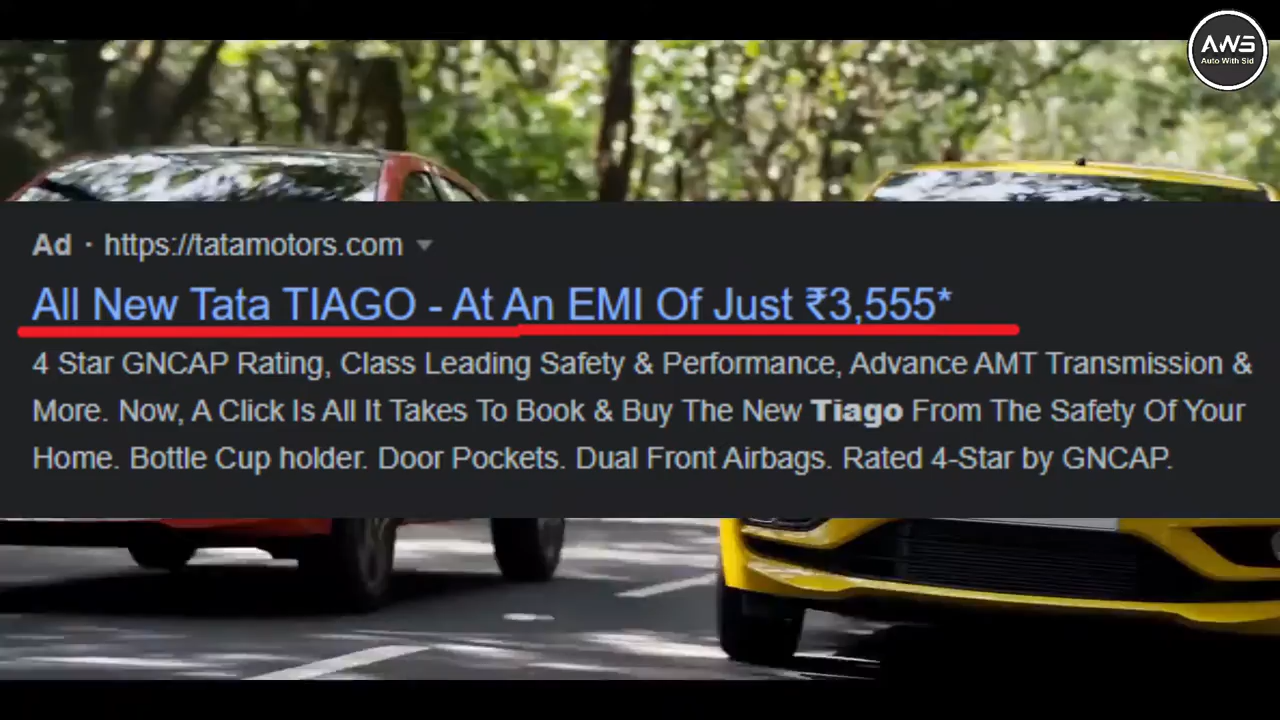 AWS
Auto With Sid
Ad · https://tatamotors.com
All New Tata TIAGO - At An EMI Of Just ₹3,555*
4 Star GNCAP Rating, Class Leading Safety & Performance, Advance AMT Transmission &
More. Now, A Click Is All It Takes To Book & Buy The New Tiago From The Safety Of Your
Home. Bottle Cup holder. Door Pockets. Dual Front Airbags. Rated 4-Star by GNCAP.